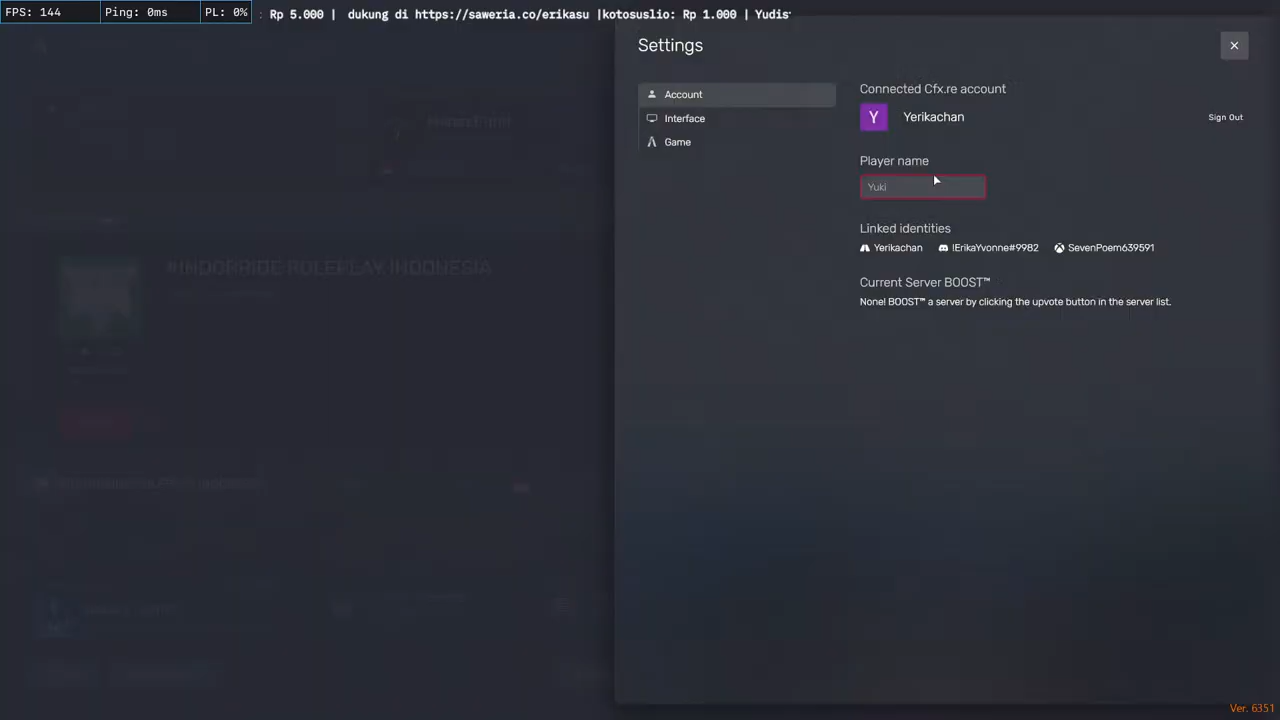 FPS: 144 Ping: 0ms PL: 0% : Rp 5.000 | dukung di https://saweria.co/erikasu |kotosuslio: Rp 1.000 | Yudis
Settings
Account
Interface
Game
Connected Cfx.re account
Y Yerikachan Sign Out
Player name
Yuki
Linked identities
Yerikachan !ErikaYvonne#9982 SevenPoem639591
Current Server BOOST™
None! BOOST™ a server by clicking the upvote button in the server list.
#INDOPRIDE ROLEPLAY INDONESIA
Ver. 6351